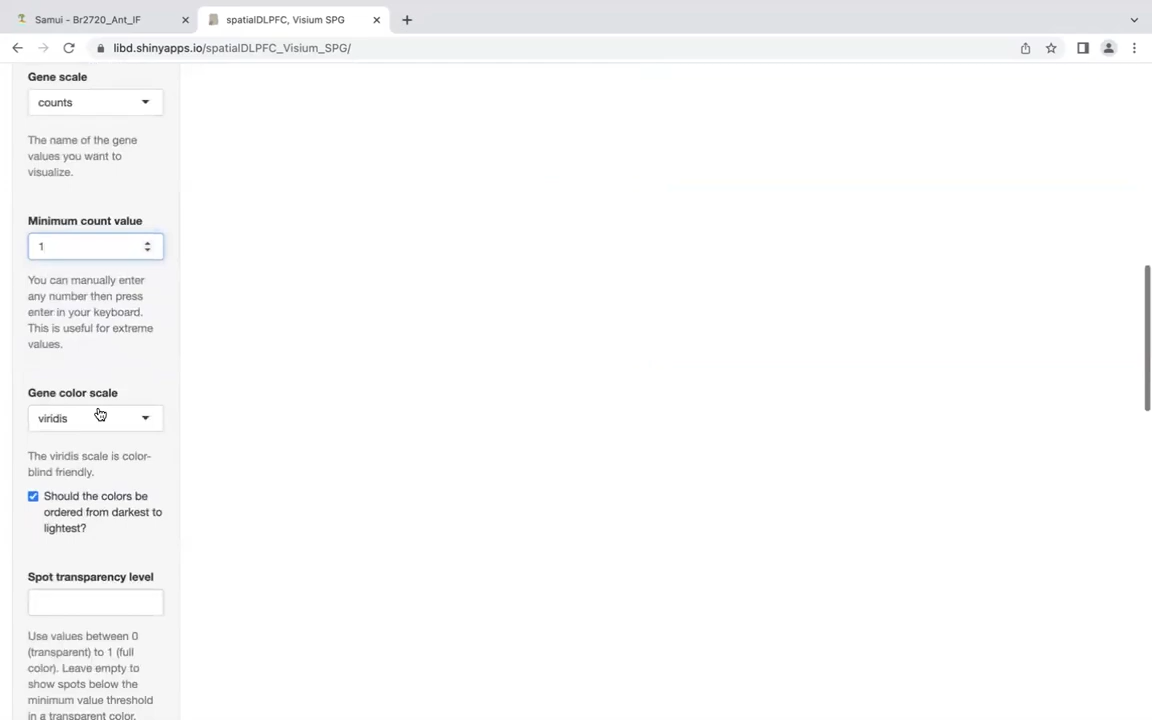 Samui - Br2720_Ant_IF
spatialDLPFC, Visium SPG
libd.shinyapps.io/spatialDLPFC_Visium_SPG/
Gene scale
counts
The name of the gene
values you want to
visualize.
Minimum count value
1
You can manually enter
any number then press
enter in your keyboard.
This is useful for extreme
values.
Gene color scale
viridis
The viridis scale is color-
blind friendly.
Should the colors be
ordered from darkest to
lightest?
Spot transparency level
Use values between 0
(transparent) to 1 (full
color). Leave empty to
show spots below the
minimum value threshold
in a transparent color.